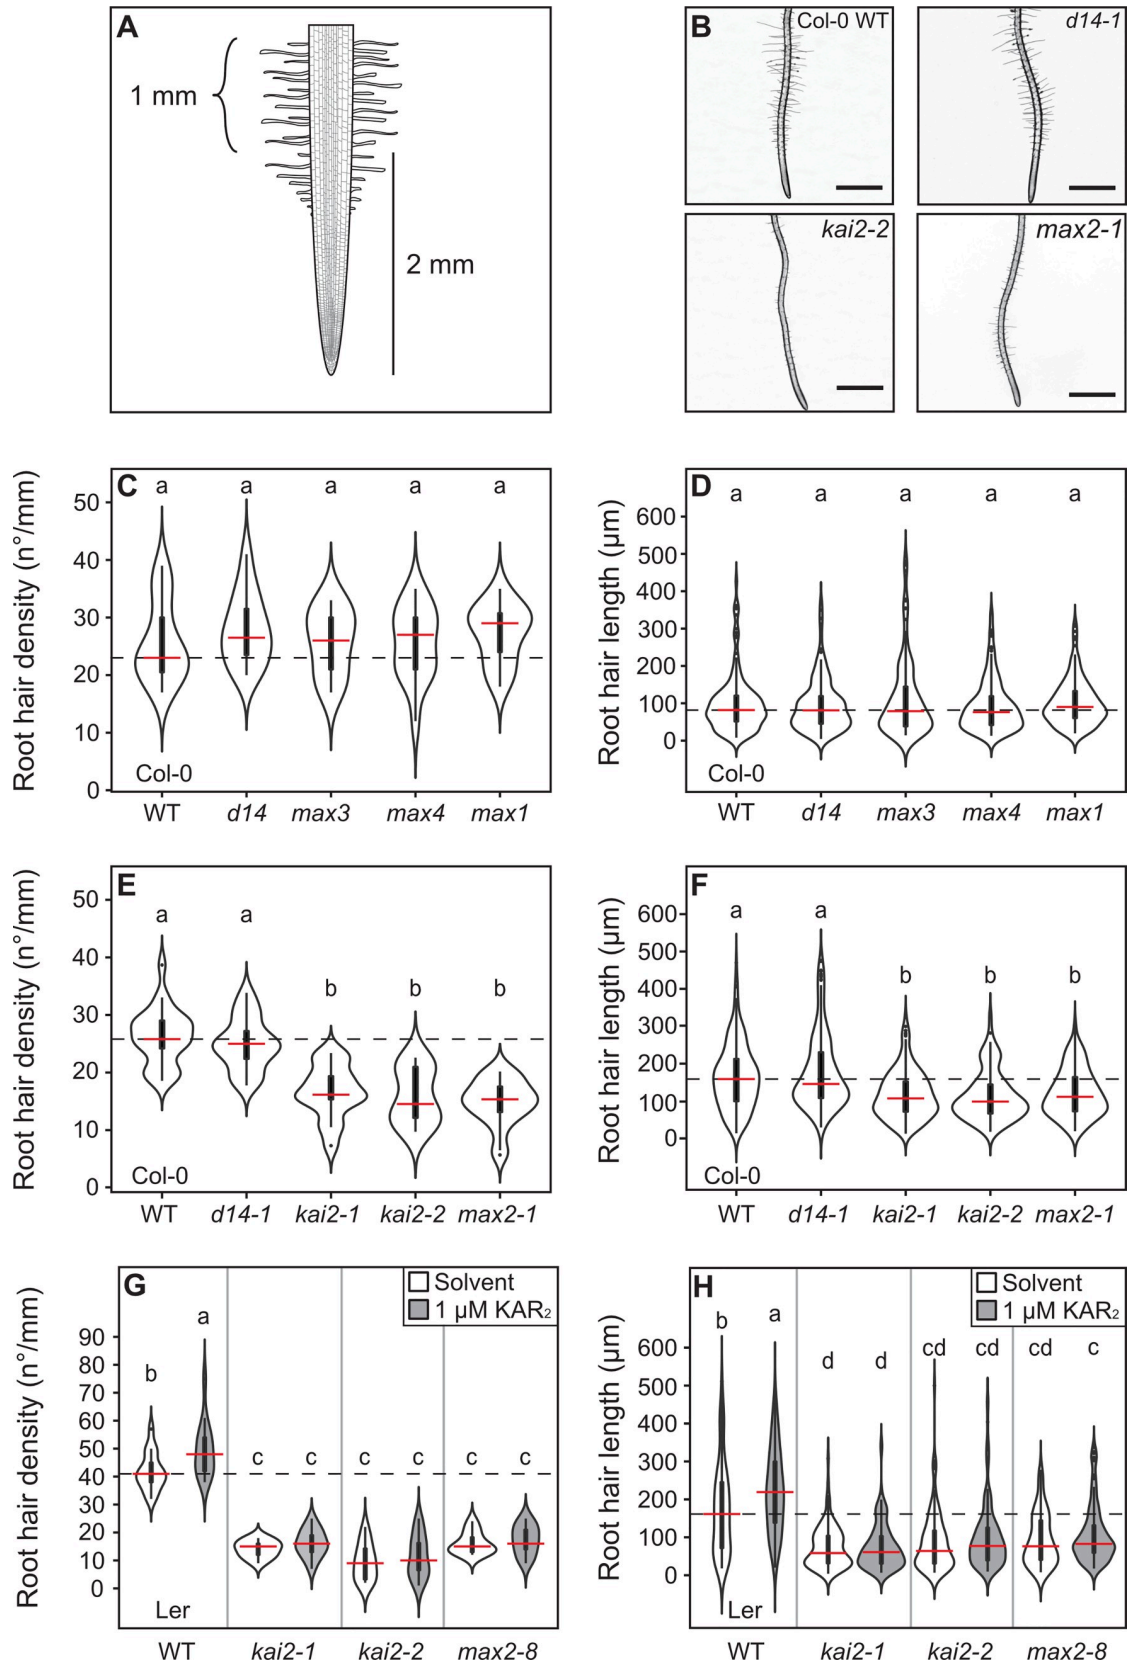 A
1 mm
2 mm
B
Col-0 WT
d14-1
kai2-2
max2-1
C
a a a a a
Root hair density (n°/mm)
50
40
30
20
10
0
Col-0
WT d14 max3 max4 max1
D
a a a a a
Root hair length (µm)
600
500
400
300
200
100
0
Col-0
WT d14 max3 max4 max1
E
a a b b b
Root hair density (n°/mm)
50
40
30
20
10
0
Col-0
WT d14-1 kai2-1 kai2-2 max2-1
F
a a b b b
Root hair length (µm)
600
500
400
300
200
100
0
Col-0
WT d14-1 kai2-1 kai2-2 max2-1
G
Solvent
1 µM KAR₂
b a c c c c c c
Root hair density (n°/mm)
90
80
70
60
50
40
30
20
10
0
Ler
WT kai2-1 kai2-2 max2-8
H
Solvent
1 µM KAR₂
b a d d cd cd cd c
Root hair length (µm)
600
500
400
300
200
100
0
Ler
WT kai2-1 kai2-2 max2-8